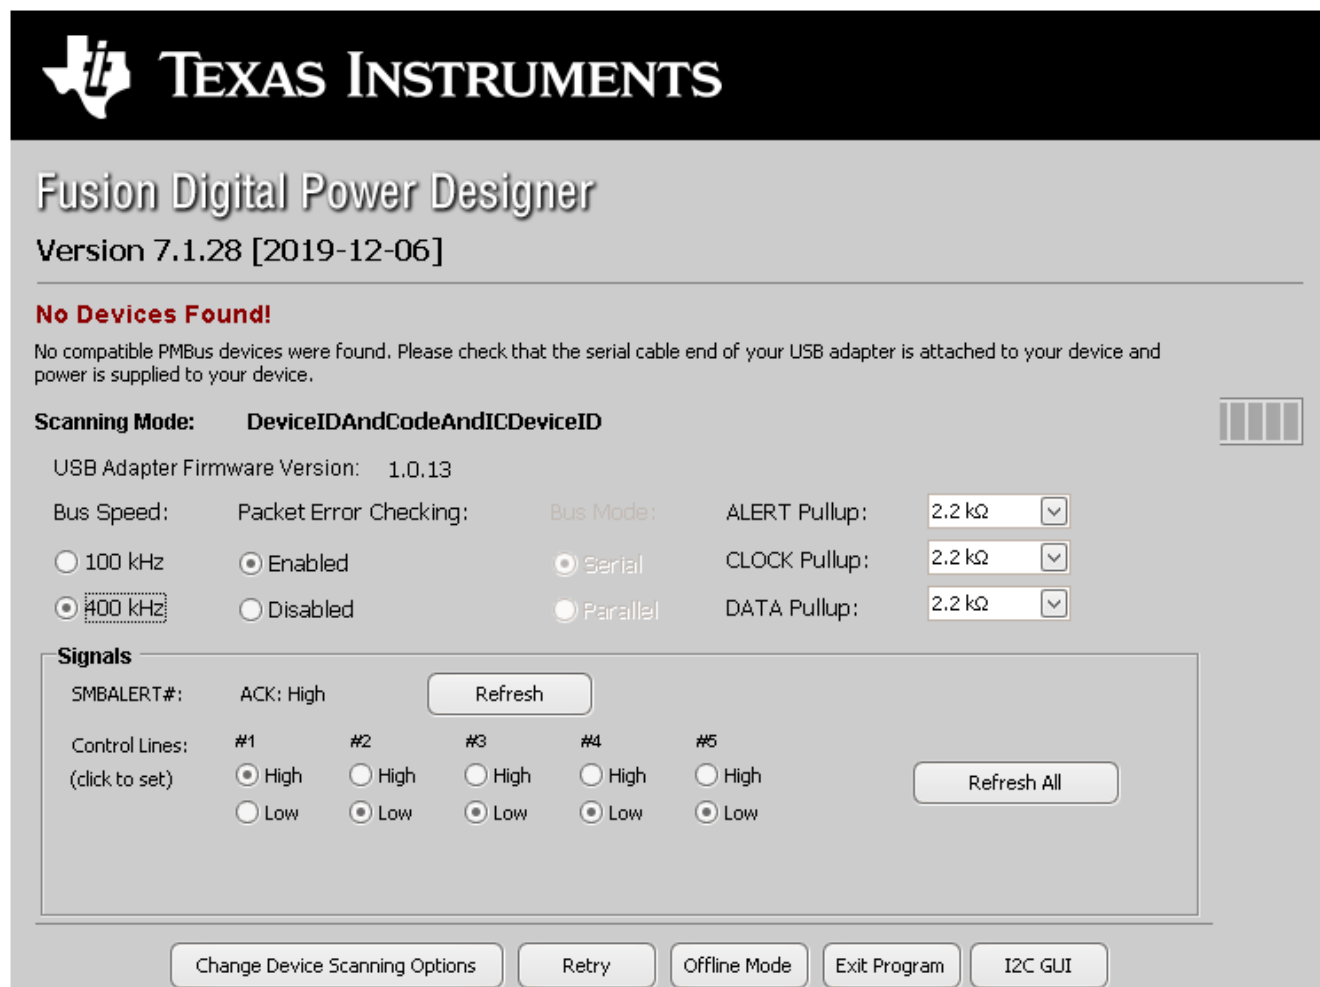 TEXAS INSTRUMENTS
Fusion Digital Power Designer
Version 7.1.28 [2019-12-06]
No Devices Found!
No compatible PMBus devices were found. Please check that the serial cable end of your USB adapter is attached to your device and
power is supplied to your device.
Scanning Mode: DeviceIDAndCodeAndICDeviceID
USB Adapter Firmware Version: 1.0.13
Bus Speed: Packet Error Checking: Bus Mode: ALERT Pullup: 2.2 kΩ
100 kHz Enabled Serial CLOCK Pullup: 2.2 kΩ
400 kHz Disabled Parallel DATA Pullup: 2.2 kΩ
Signals
SMBALERT#: ACK: High Refresh
Control Lines: #1 #2 #3 #4 #5
(click to set) High High High High High Refresh All
Low Low Low Low Low
Change Device Scanning Options Retry Offline Mode Exit Program I2C GUI